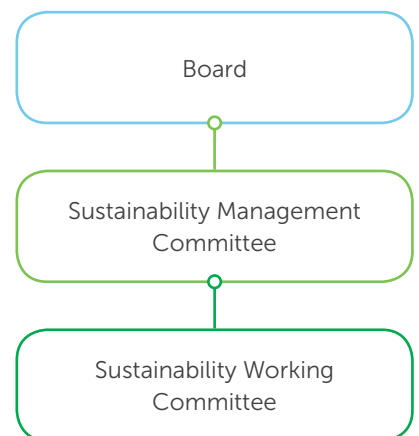 Board
Sustainability Management
Committee
Sustainability Working
Committee